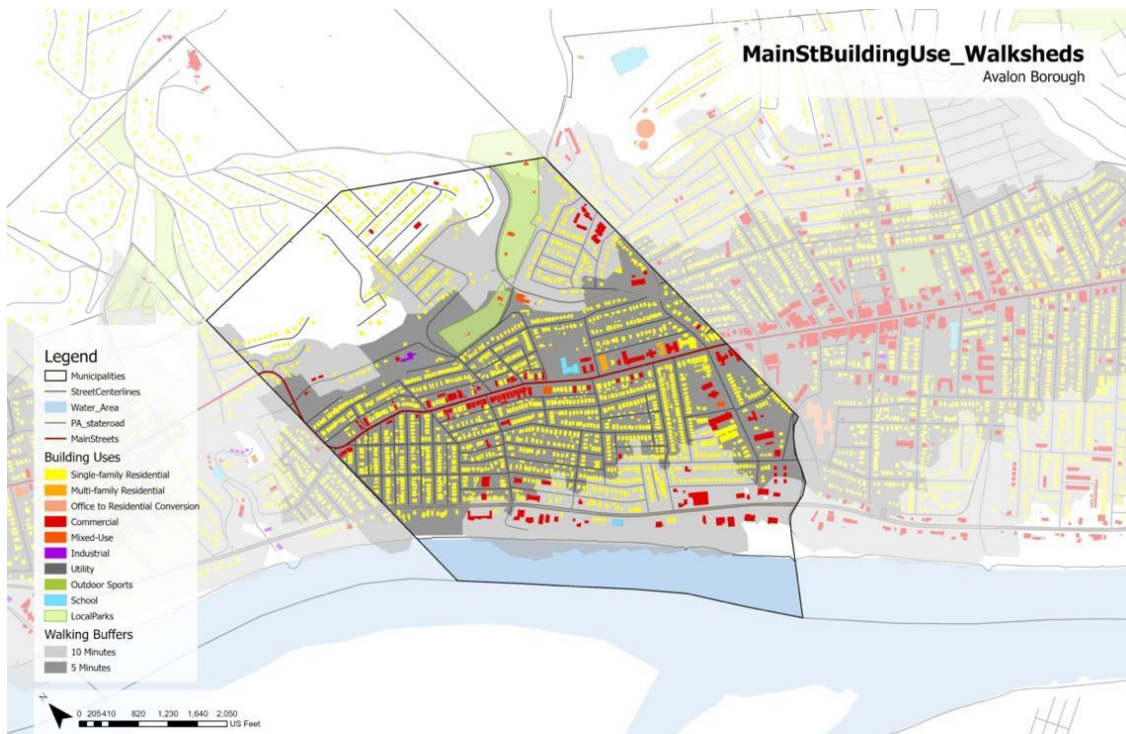 MainStBuildingUse_Walksheds
Avalon Borough
Legend
Municipalities
StreetCenterlines
Water_Area
PA_stateroad
MainStreets
Building Uses
Single-family Residential
Multi-family Residential
Office to Residential Conversion
Commercial
Mixed-Use
Industrial
Utility
Outdoor Sports
School
LocalParks
Walking Buffers
10 Minutes
5 Minutes
N
0 205410 820 1,230 1,640 2,050
US Feet